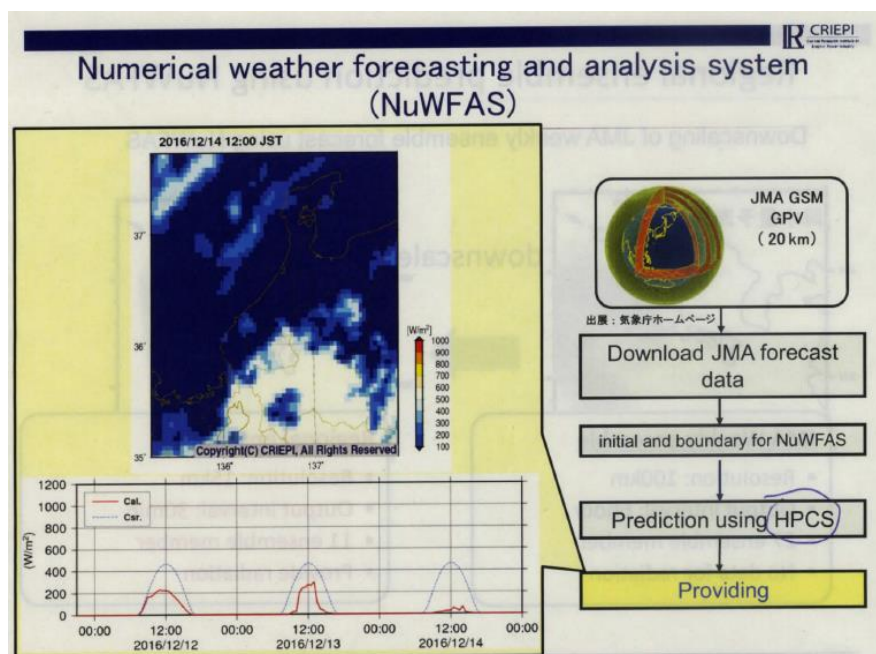 CRIEPI
Numerical weather forecasting and analysis system
(NuWFAS)
2016/12/14 12:00 JST
37°
36°
35°
136°
137°
Copyright(C) CRIEPI, All Rights Reserved
[W/m²]
1000
900
800
700
600
500
400
300
200
100
1200
1000
800
600
400
200
0
(W/m²)
Cal.
Csr.
00:00 12:00 00:00 12:00 00:00 12:00 00:00
2016/12/12 2016/12/13 2016/12/14
JMA GSM
GPV
(20km)
出展：気象庁ホームページ
Download JMA forecast
data
initial and boundary for NuWFAS
Prediction using HPCS
Providing